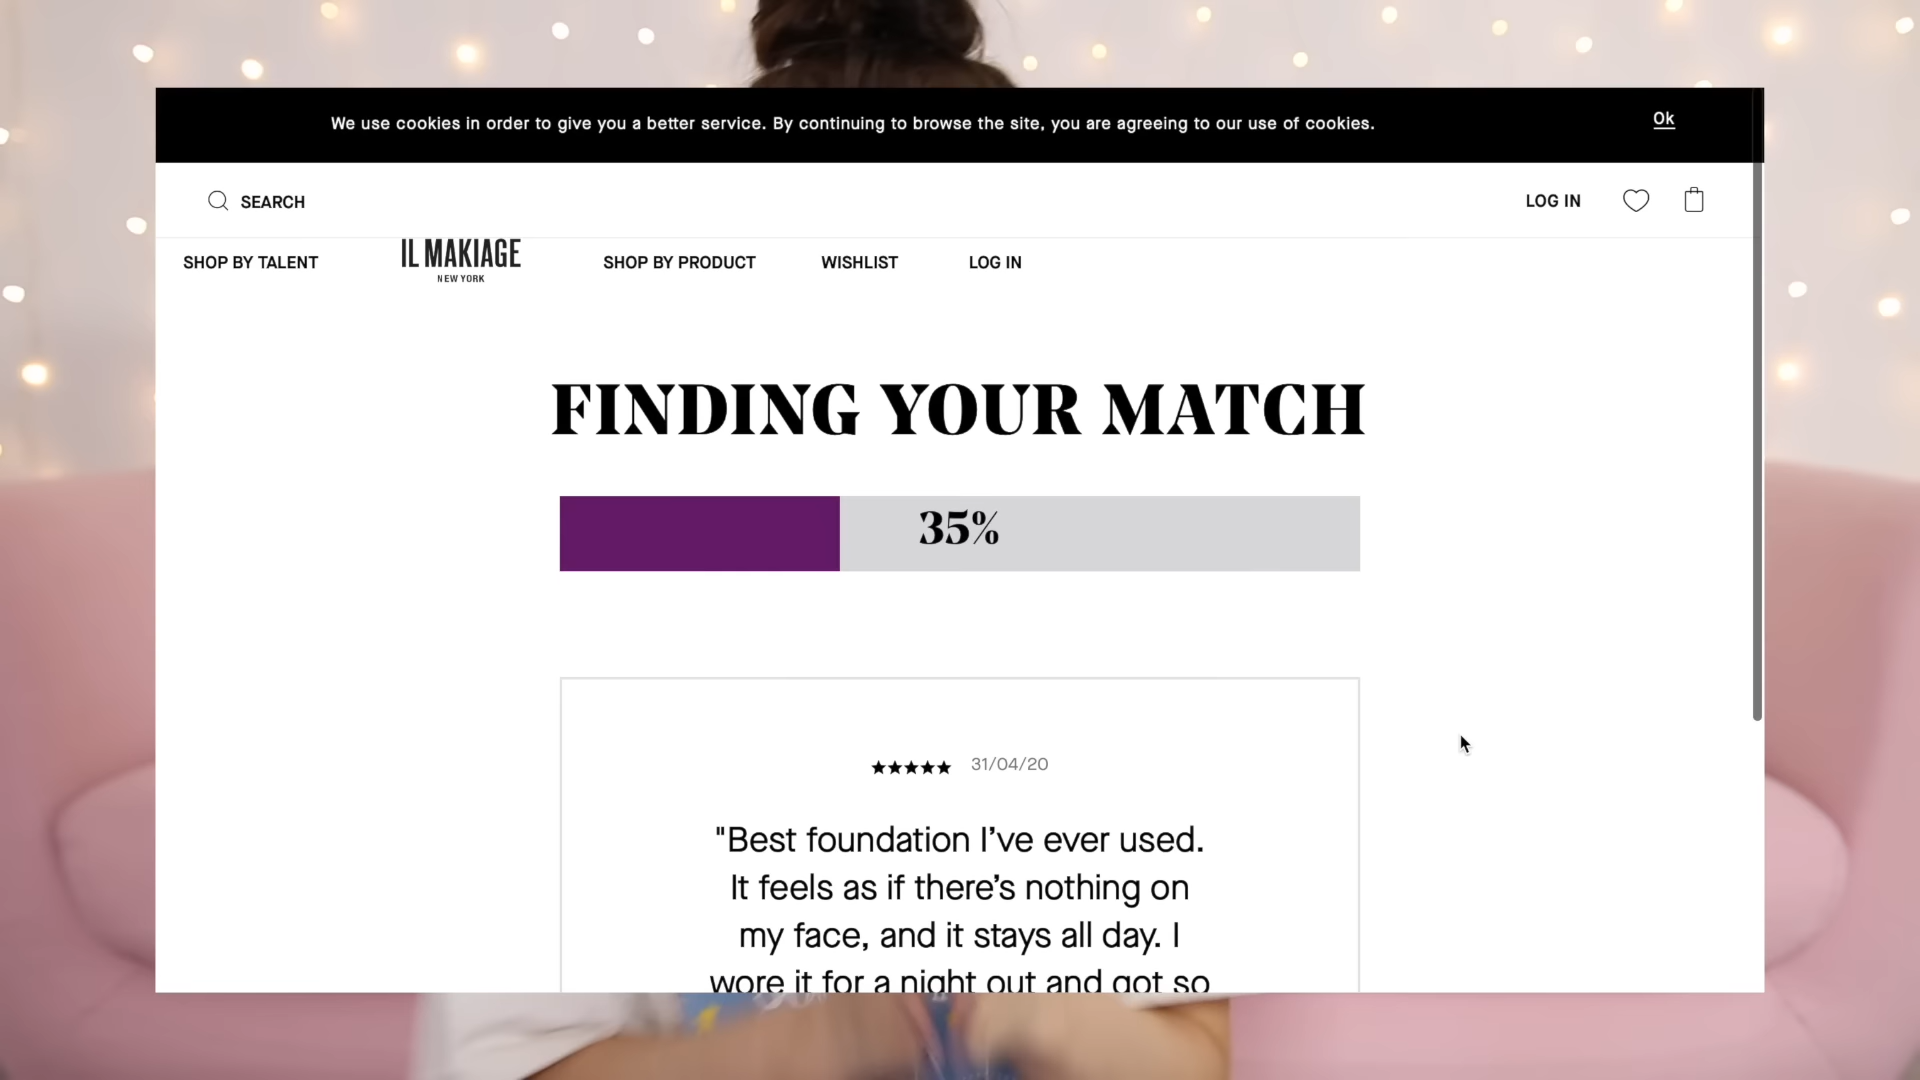 We use cookies in order to give you a better service. By continuing to browse the site, you are agreeing to our use of cookies.
Ok
SEARCH
LOG IN
SHOP BY TALENT
IL MAKIAGE
NEW YORK
SHOP BY PRODUCT
WISHLIST
LOG IN
FINDING YOUR MATCH
35%
★★★★★ 31/04/20
"Best foundation I've ever used.
It feels as if there's nothing on
my face, and it stays all day. I
wore it for a night out and got so